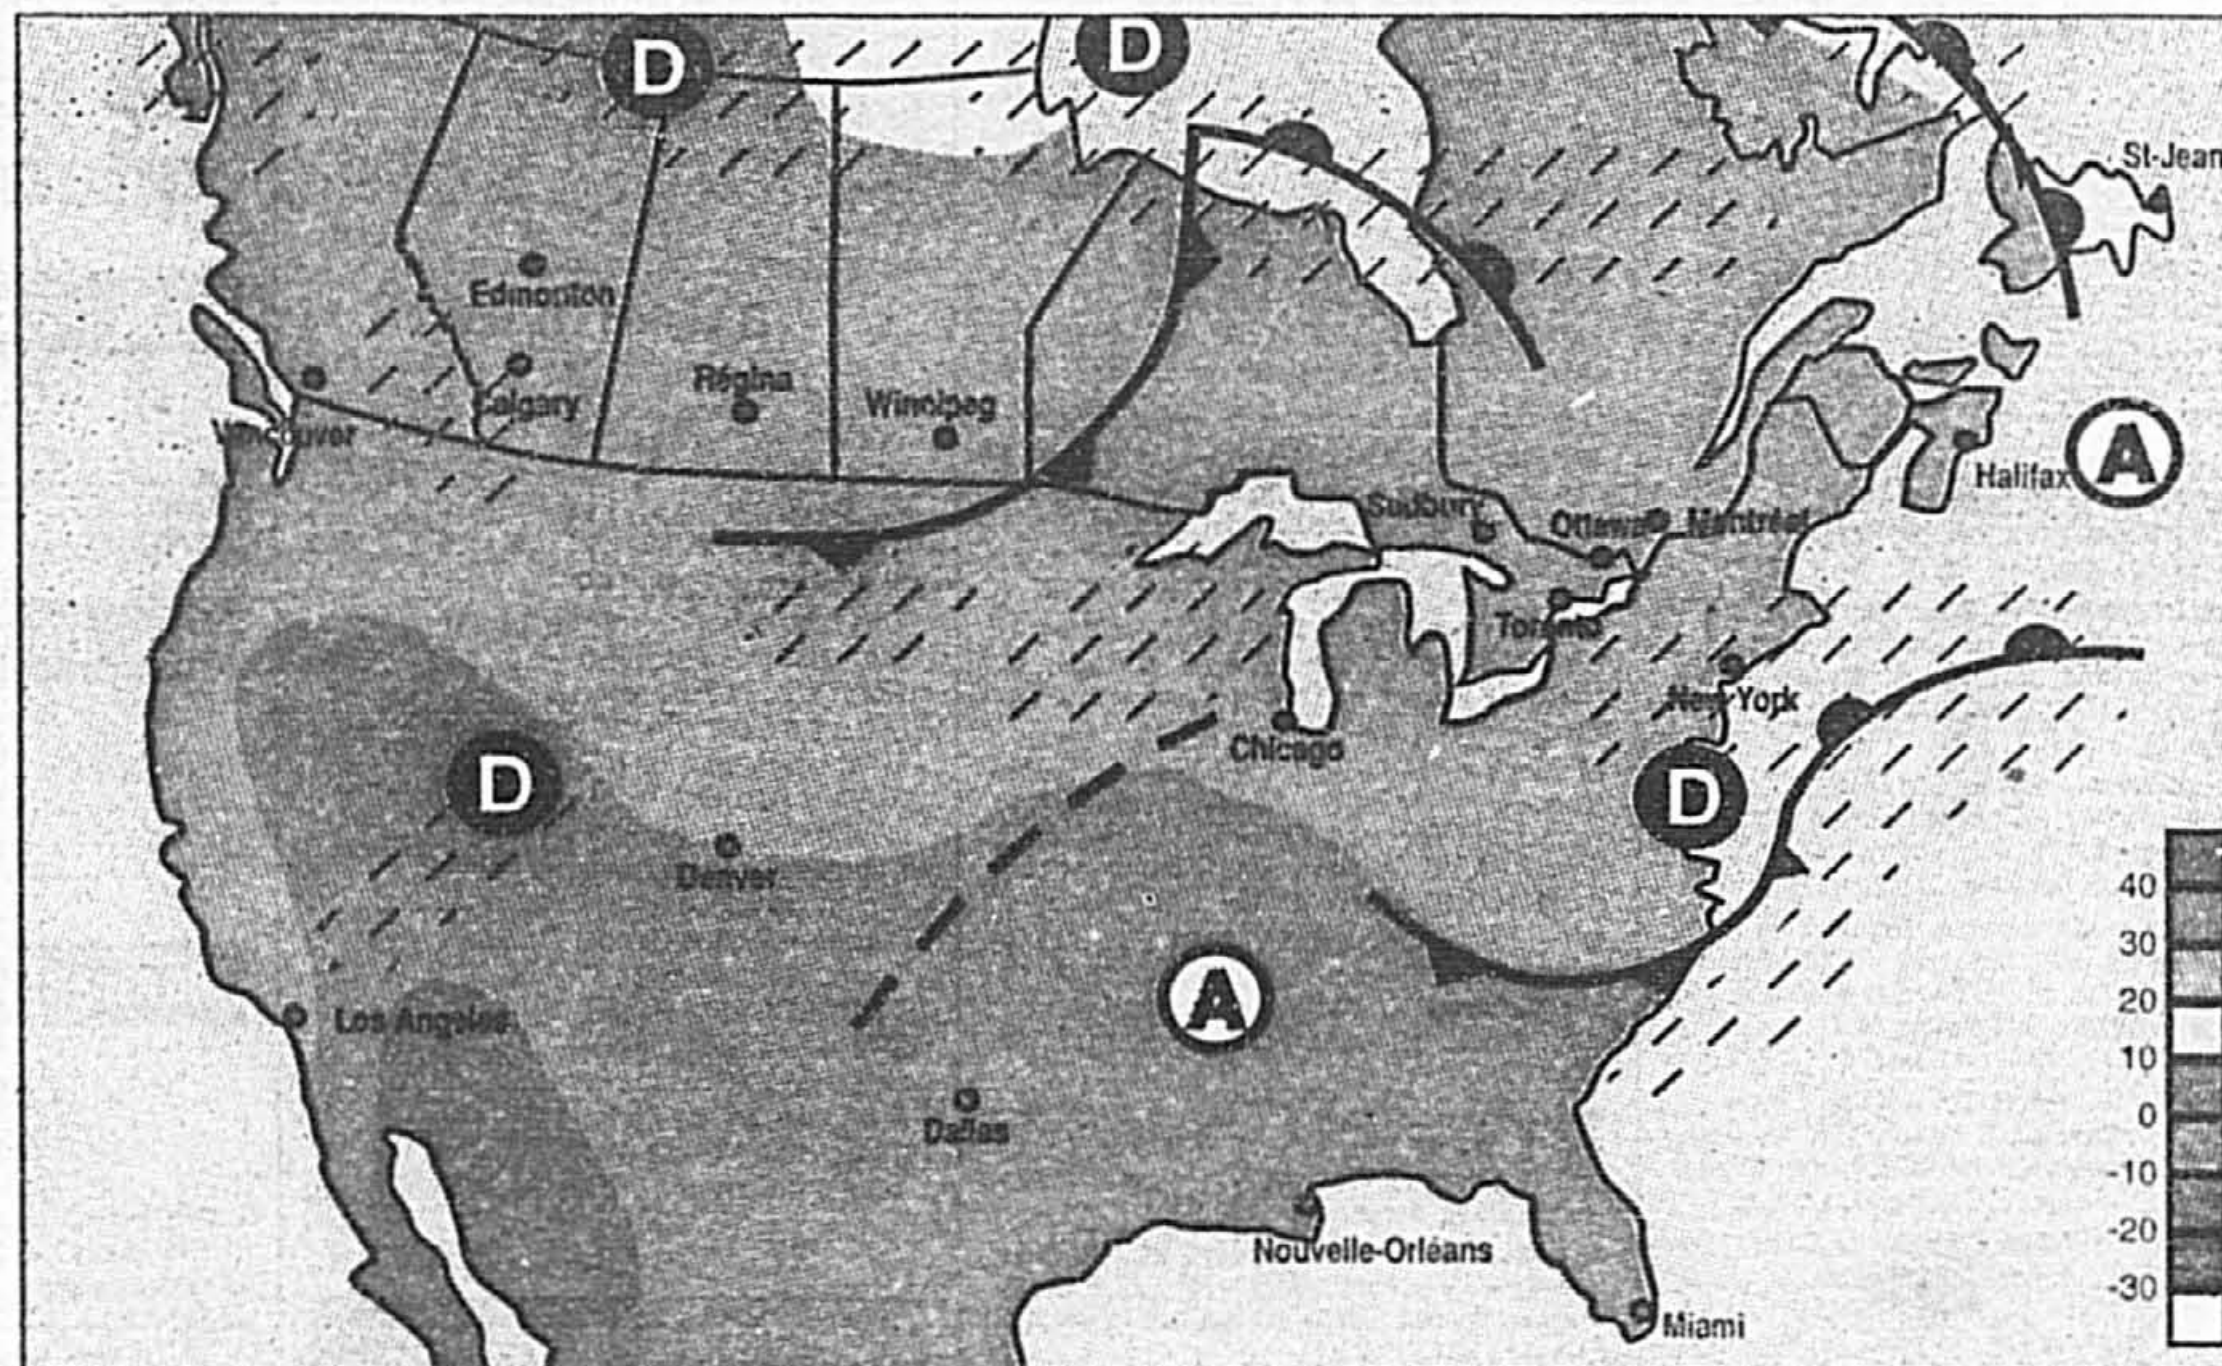 D
D
St-Jean
Edmonton
Calgary
Régina
Winnipeg
Vancouver
A
Halifax
Sudbury
Ottawa
Montréal
Toronto
New York
Chicago
D
D
Denver
A
Los Angeles
Dallas
Nouvelle-Orléans
Miami
40
30
20
10
0
-10
-20
-30